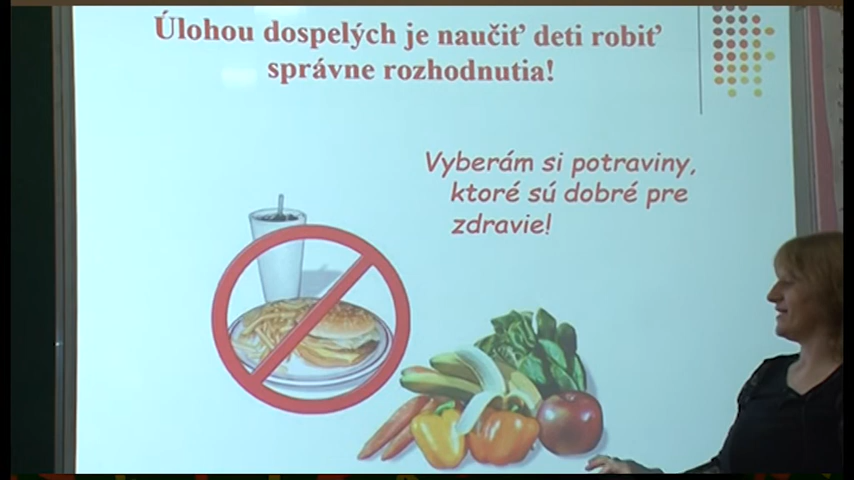 Úlohou dospelých je naučiť deti robiť
správne rozhodnutia!
Vyberám si potraviny,
ktoré sú dobré pre
zdravie!